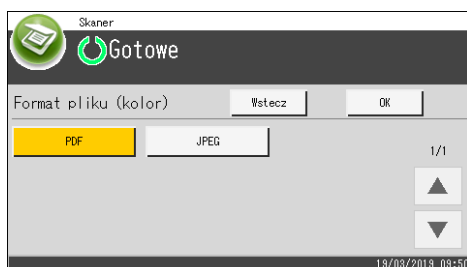 Skaner
Gotowe
Format pliku (kolor) Wstecz OK
PDF JPEG
1/1
19/03/2019 09:50